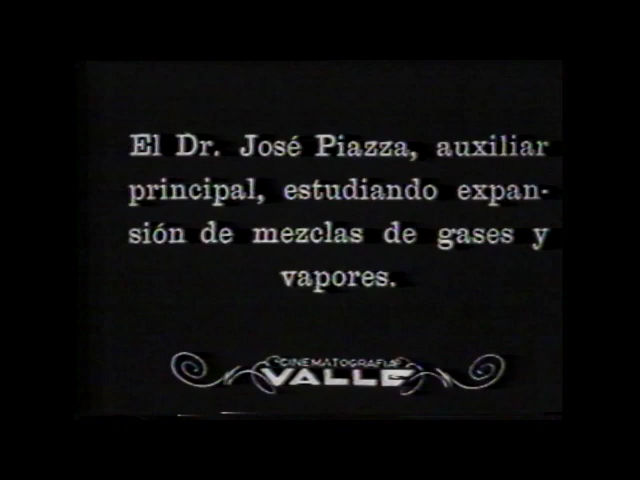 El Dr. José Piazza, auxiliar
principal, estudiando expan-
sión de mezclas de gases y
vapores.
CINEMATOGRAFIA
VALLE